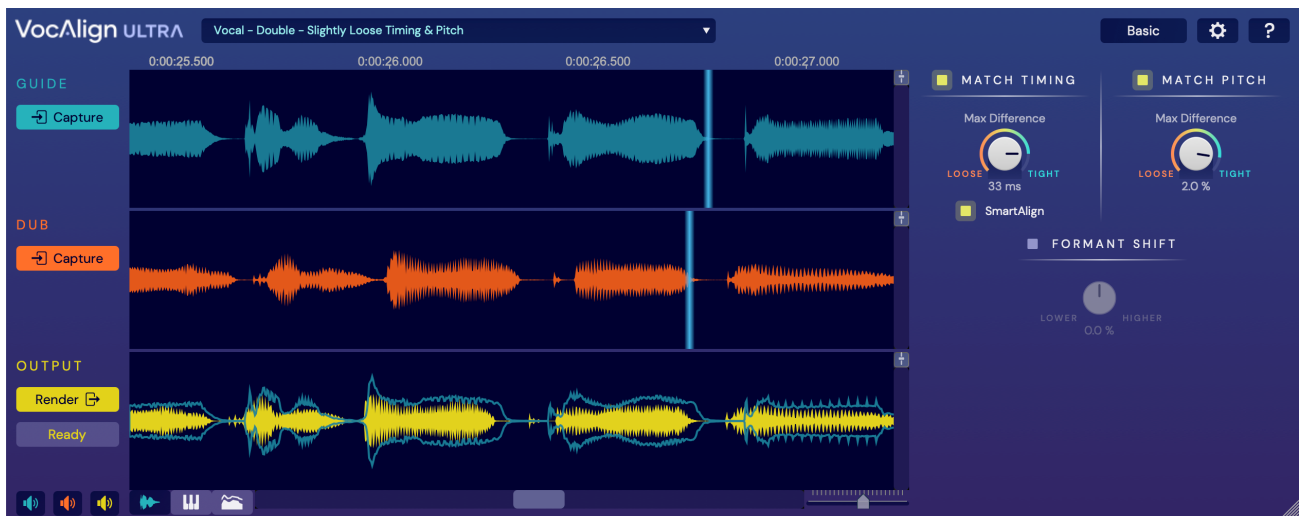 VocAlign ULTRA
Vocal – Double – Slightly Loose Timing & Pitch
Basic
?
0:00:25.500 0:00:26.000 0:00:26.500 0:00:27.000
GUIDE
Capture
DUB
Capture
OUTPUT
Render
Ready
MATCH TIMING
Max Difference
LOOSE TIGHT
33 ms
SmartAlign
MATCH PITCH
Max Difference
LOOSE TIGHT
2.0 %
FORMANT SHIFT
LOWER HIGHER
0.0 %